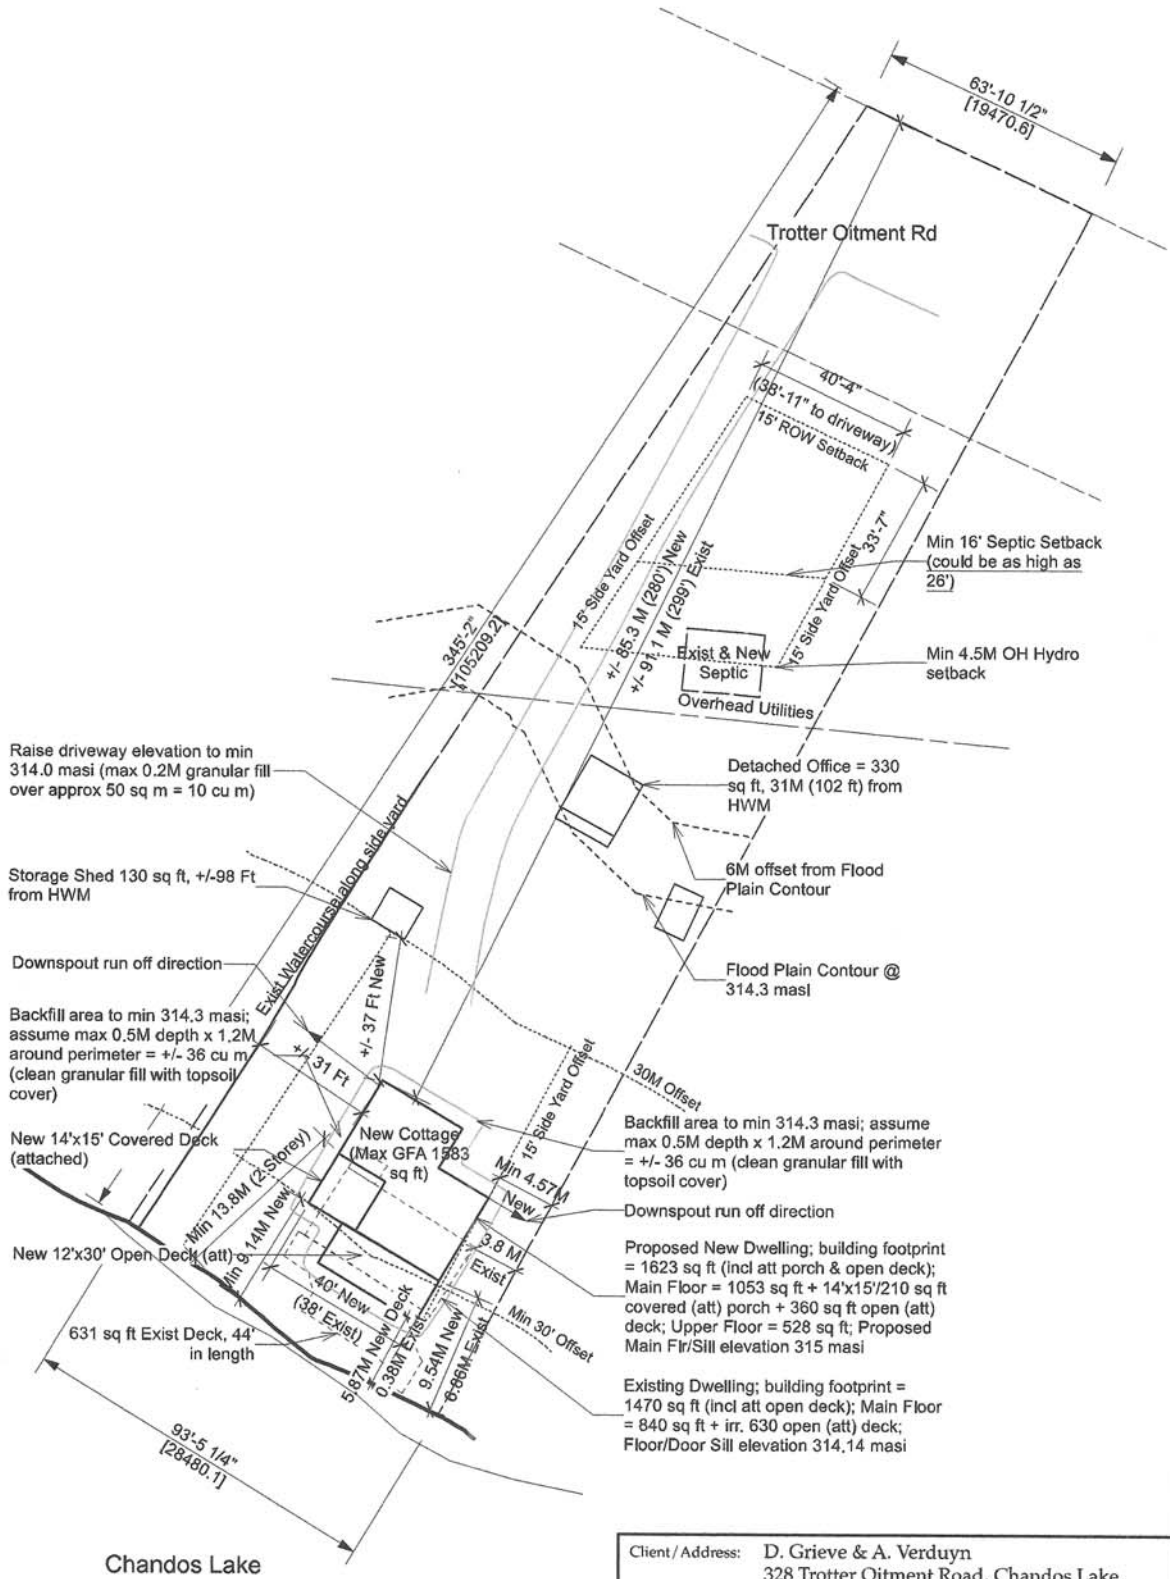 63'-10 1/2"
[19470.6]
Trotter Oitment Rd
40'-4"
(38'-11" to driveway)
15' ROW Setback
33'-7"
15' Side Yard Offset
Min 16' Septic Setback
(could be as high as
26')
15' Side Yard Offset
+/- 85.3 M (280') New
+/- 91.1 M (299') Exist
345'-2"
[105209.2]
Exist & New
Septic
Min 4.5M OH Hydro
setback
Overhead Utilities
Raise driveway elevation to min
314.0 masl (max 0.2M granular fill
over approx 50 sq m = 10 cu m)
Detached Office = 330
sq ft, 31M (102 ft) from
HWM
Exist Watercourse along side yard
Storage Shed 130 sq ft, +/-98 Ft
from HWM
6M offset from Flood
Plain Contour
Downspout run off direction
Flood Plain Contour @
314.3 masl
+/- 37 Ft New
Backfill area to min 314.3 masl;
assume max 0.5M depth x 1.2M
around perimeter = +/- 36 cu m
(clean granular fill with topsoil
cover)
+/- 31 Ft
30M Offset
15' Side Yard Offset
New 14'x15' Covered Deck
(attached)
New Cottage
(Max GFA 1583
sq ft)
Backfill area to min 314.3 masl; assume
max 0.5M depth x 1.2M around perimeter
= +/- 36 cu m (clean granular fill with
topsoil cover)
Min 13.8M (2 Storey)
Min 4.57M
New
Downspout run off direction
Min 9.14M New
New 12'x30' Open Deck (att)
3.8 M
Exist
Proposed New Dwelling; building footprint
= 1623 sq ft (incl att porch & open deck);
Main Floor = 1053 sq ft + 14'x15'/210 sq ft
covered (att) porch + 360 sq ft open (att)
deck; Upper Floor = 528 sq ft; Proposed
Main Flr/Sill elevation 315 masl
40' New
(38' Exist)
Min 30' Offset
631 sq ft Exist Deck, 44'
in length
5.87M New Deck
0.38M Exist
9.54M New
6.86M Exist
Existing Dwelling; building footprint =
1470 sq ft (incl att open deck); Main Floor
= 840 sq ft + irr. 630 open (att) deck;
Floor/Door Sill elevation 314.14 masl
93'-5 1/4"
[28480.1]
Chandos Lake
Client/Address: D. Grieve & A. Verduyn
328 Trotter Oitment Road, Chandos Lake